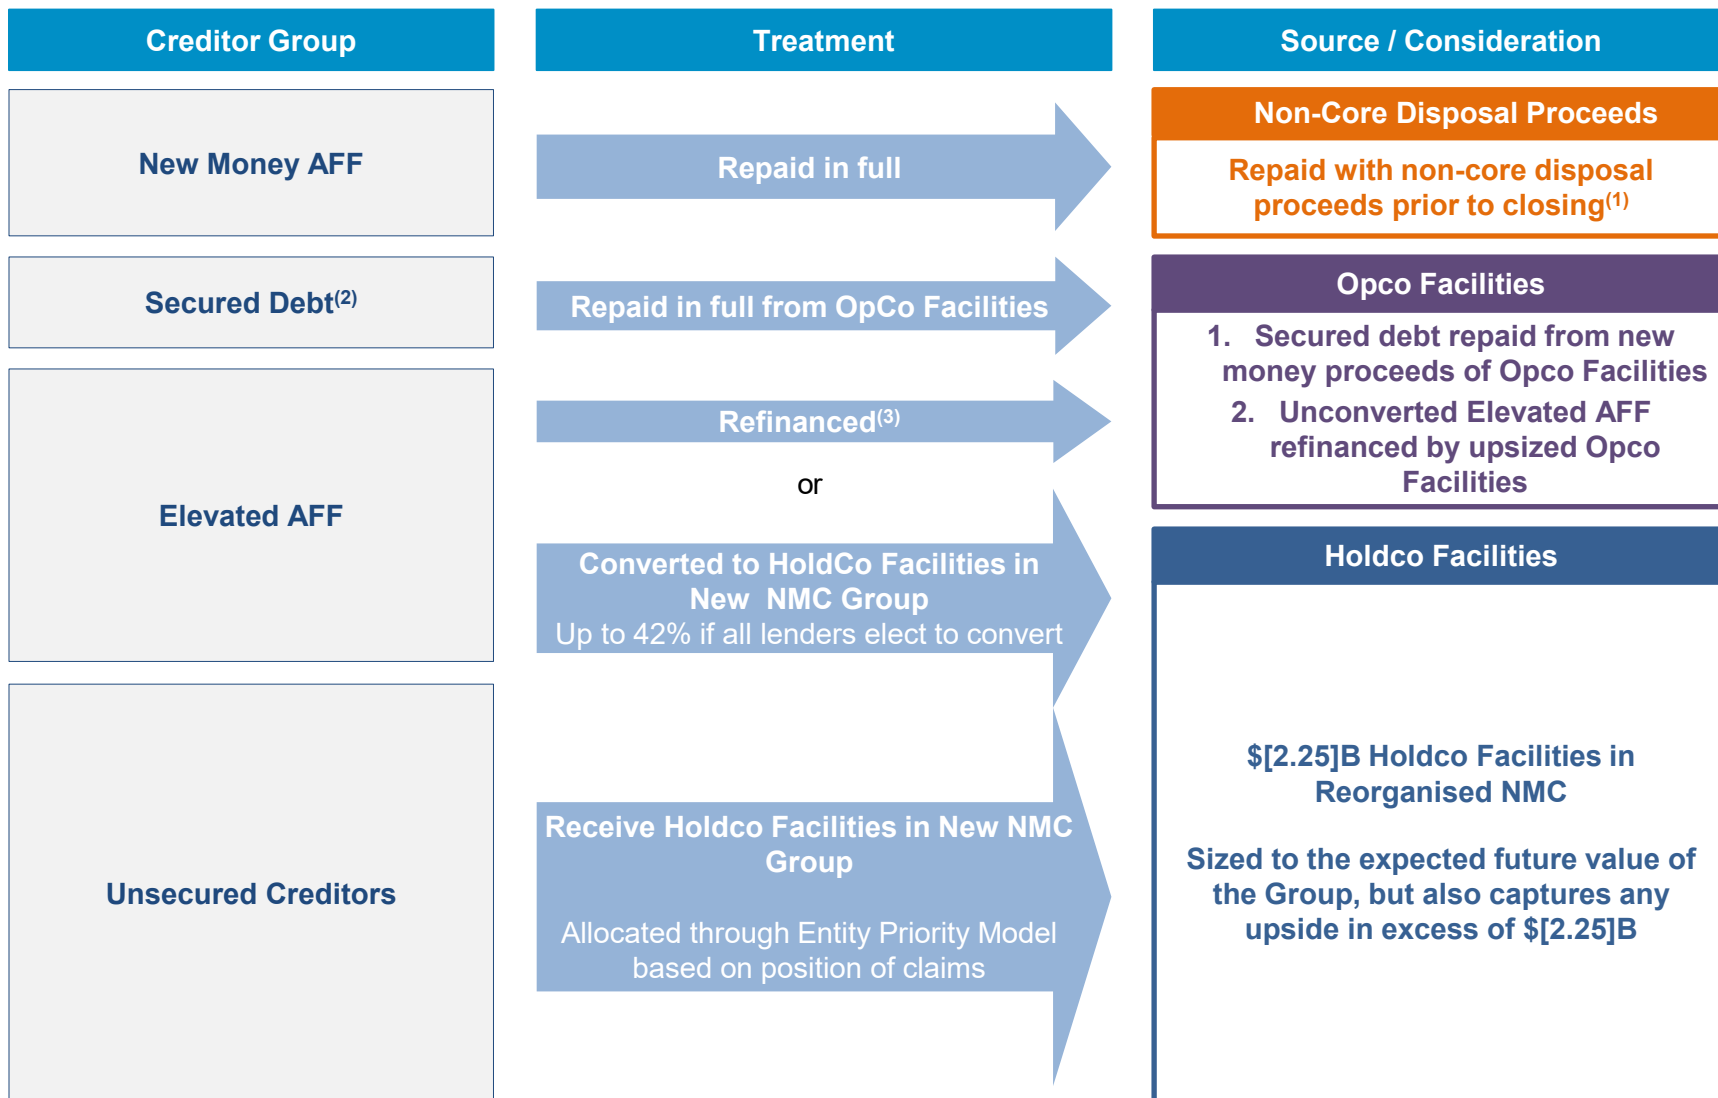 Creditor Group
Treatment
Source / Consideration
New Money AFF
Repaid in full
Non-Core Disposal Proceeds
Repaid with non-core disposal
proceeds prior to closing(1)
Secured Debt(2)
Repaid in full from OpCo Facilities
Opco Facilities
1. Secured debt repaid from new
money proceeds of Opco Facilities
2. Unconverted Elevated AFF
refinanced by upsized Opco
Facilities
Elevated AFF
Refinanced(3)
or
Converted to HoldCo Facilities in
New NMC Group
Up to 42% if all lenders elect to convert
Holdco Facilities
Unsecured Creditors
Receive Holdco Facilities in New NMC
Group
Allocated through Entity Priority Model
based on position of claims
$[2.25]B Holdco Facilities in
Reorganised NMC
Sized to the expected future value of
the Group, but also captures any
upside in excess of $[2.25]B